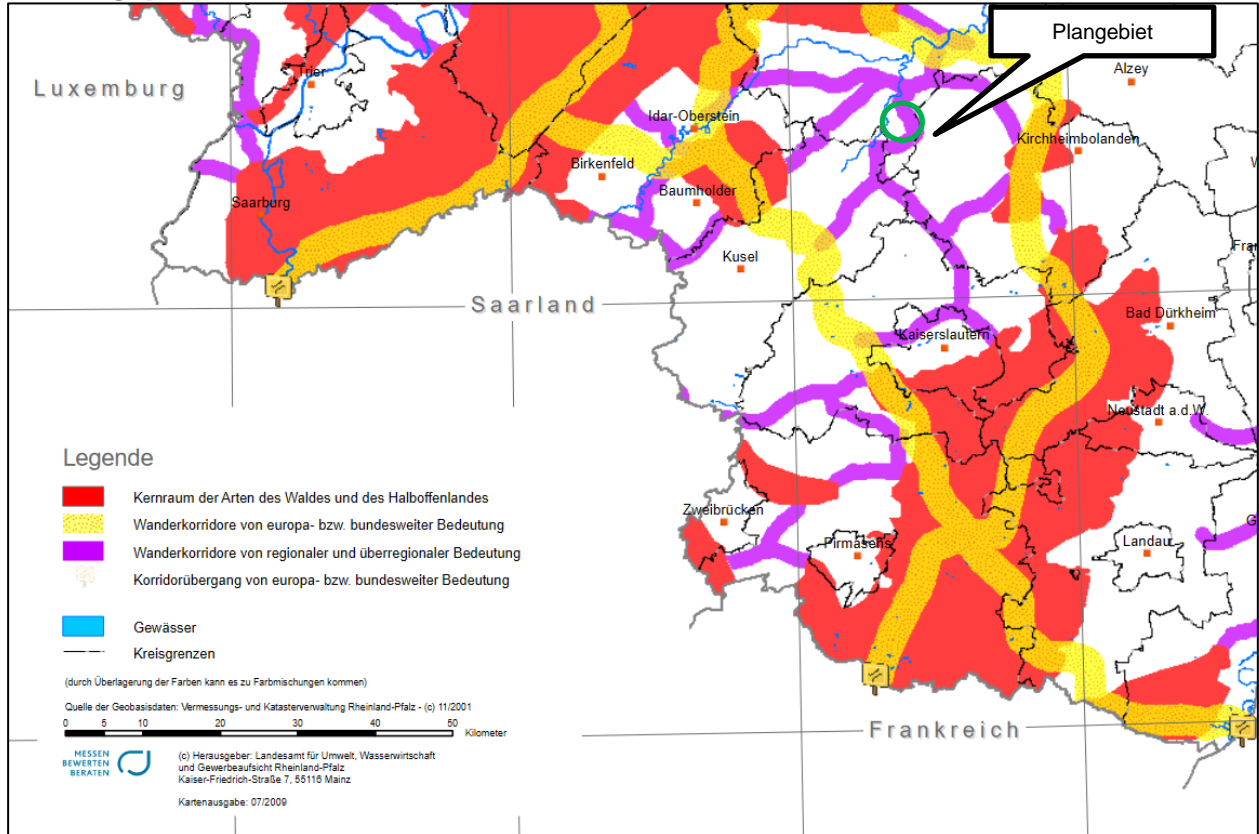 Plangebiet
Alzey
Luxemburg
Trier
Idar-Oberstein
Kirchheimbolanden
Birkenfeld
Baumholder
Saarburg
Kusel
Saarland
Bad Dürkheim
Kaiserslautern
Neustadt a.d.W.
Zweibrücken
Pirmasens
Landau
Frankreich
Legende
Kernraum der Arten des Waldes und des Halboffenlandes
Wanderkorridore von europa- bzw. bundesweiter Bedeutung
Wanderkorridore von regionaler und überregionaler Bedeutung
Korridorübergang von europa- bzw. bundesweiter Bedeutung
Gewässer
Kreisgrenzen
(durch Überlagerung der Farben kann es zu Farbmischungen kommen)
Quelle der Geobasisdaten: Vermessungs- und Katasterverwaltung Rheinland-Pfalz - (c) 11/2001
0 5 10 20 30 40 50
Kilometer
MESSEN
BEWERTEN
BERATEN
(c) Herausgeber: Landesamt für Umwelt, Wasserwirtschaft
und Gewerbeaufsicht Rheinland-Pfalz
Kaiser-Friedrich-Straße 7, 55116 Mainz
Kartenausgabe: 07/2009